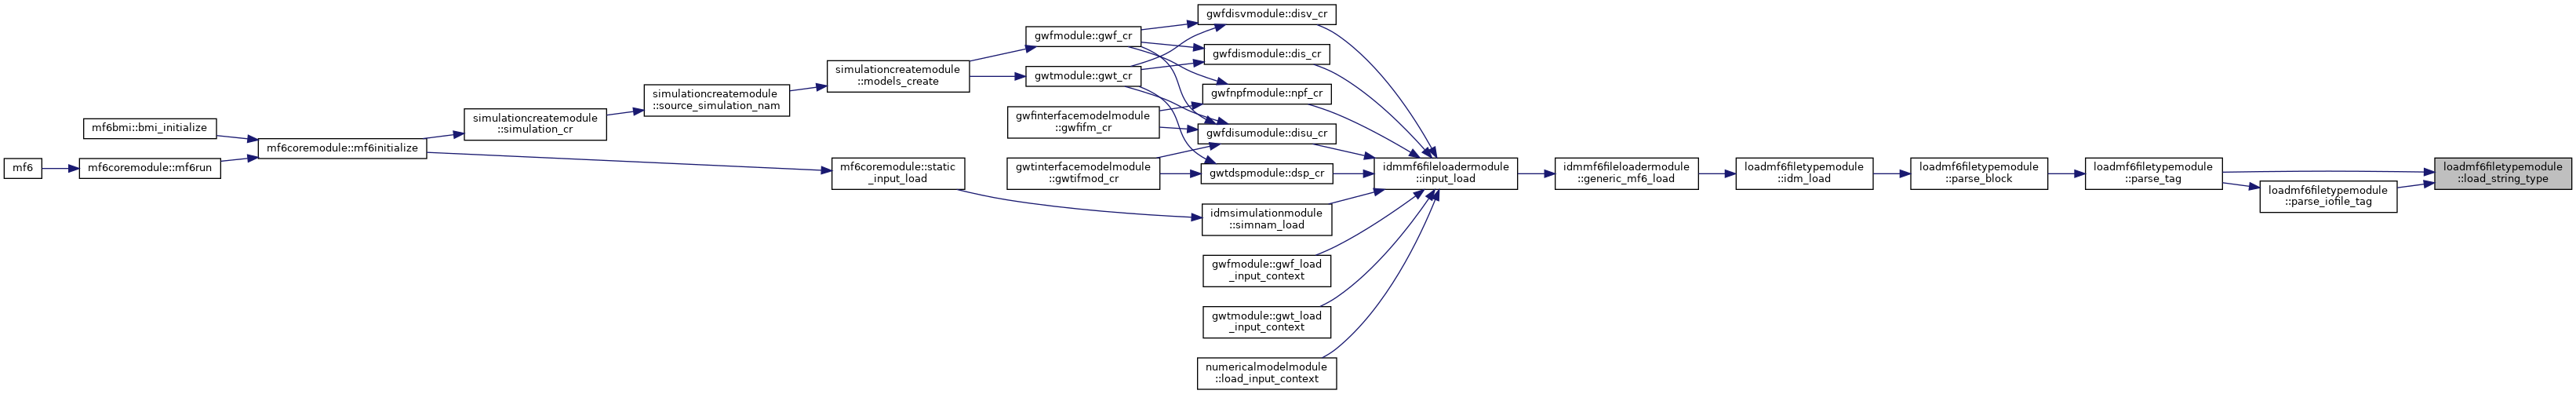 mf6
mf6bmi::bmi_initialize
mf6coremodule::mf6run
mf6coremodule::mf6initialize
simulationcreatemodule
::simulation_cr
simulationcreatemodule
::source_simulation_nam
simulationcreatemodule
::models_create
mf6coremodule::static
_input_load
gwfmodule::gwf_cr
gwtmodule::gwt_cr
gwfinterfacemodelmodule
::gwfifm_cr
gwtinterfacemodelmodule
::gwtifmod_cr
gwfdisvmodule::disv_cr
gwfdismodule::dis_cr
gwfnpfmodule::npf_cr
gwfdisumodule::disu_cr
gwtdspmodule::dsp_cr
idmsimulationmodule
::simnam_load
gwfmodule::gwf_load
_input_context
gwtmodule::gwt_load
_input_context
numericalmodelmodule
::load_input_context
idmmf6fileloadermodule
::input_load
idmmf6fileloadermodule
::generic_mf6_load
loadmf6filetypemodule
::idm_load
loadmf6filetypemodule
::parse_block
loadmf6filetypemodule
::parse_tag
loadmf6filetypemodule
::parse_iofile_tag
loadmf6filetypemodule
::load_string_type